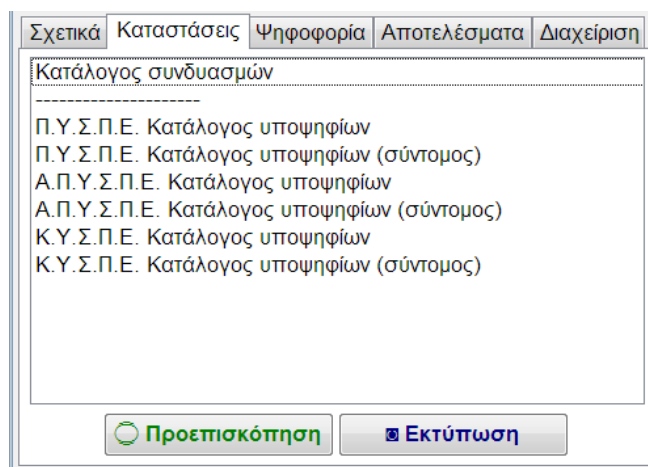 Σχετικά Καταστάσεις Ψηφοφορία Αποτελέσματα Διαχείριση
Κατάλογος συνδυασμών
---------------------
Π.Υ.Σ.Π.Ε. Κατάλογος υποψηφίων
Π.Υ.Σ.Π.Ε. Κατάλογος υποψηφίων (σύντομος)
Α.Π.Υ.Σ.Π.Ε. Κατάλογος υποψηφίων
Α.Π.Υ.Σ.Π.Ε. Κατάλογος υποψηφίων (σύντομος)
Κ.Υ.Σ.Π.Ε. Κατάλογος υποψηφίων
Κ.Υ.Σ.Π.Ε. Κατάλογος υποψηφίων (σύντομος)
Προεπισκόπηση Εκτύπωση